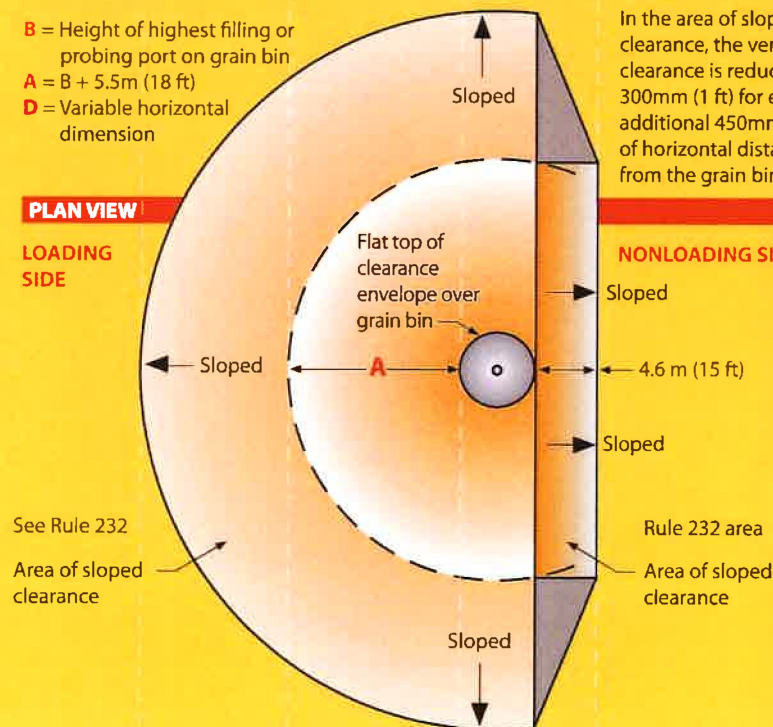 B = Height of highest filling or
probing port on grain bin
A = B + 5.5m (18 ft)
D = Variable horizontal
dimension
In the area of slop
clearance, the ver
clearance is reduc
300mm (1 ft) for e
additional 450mm
of horizontal dista
from the grain bin
Sloped
PLAN VIEW
LOADING
SIDE
NONLOADING SI
Flat top of
clearance
envelope over
grain bin
Sloped
Sloped
A
4.6 m (15 ft)
Sloped
See Rule 232
Area of sloped
clearance
Rule 232 area
Area of sloped
clearance
Sloped